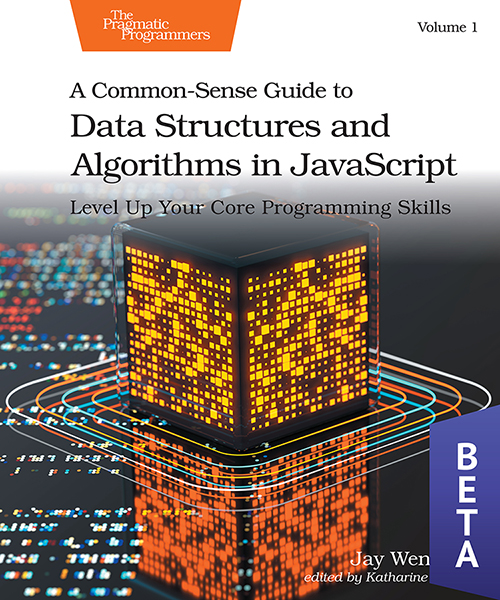 The
Pragmatic
Programmers
Volume 1
A Common-Sense Guide to
Data Structures and
Algorithms in JavaScript
Level Up Your Core Programming Skills
BETA
Jay Wen
edited by Katharine